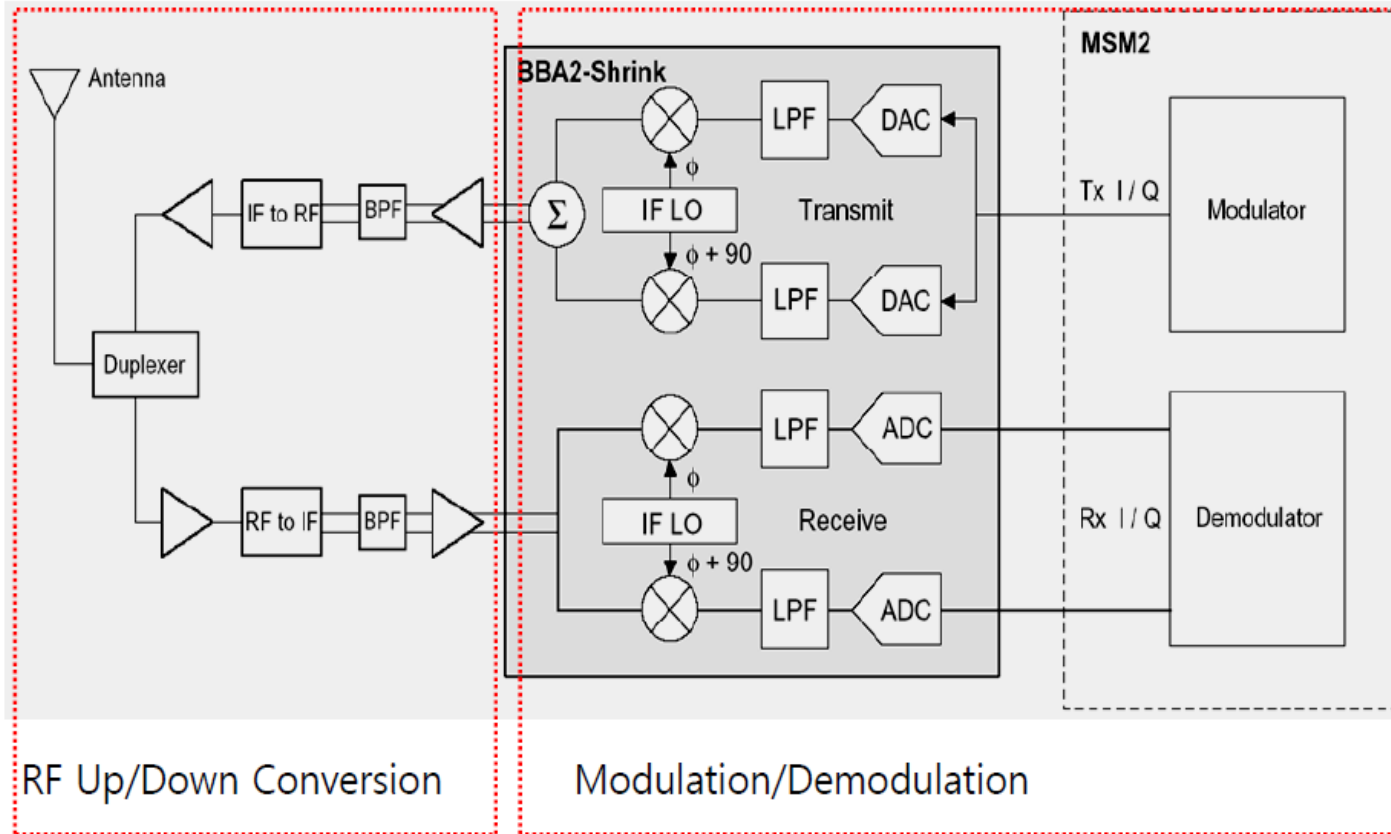 MSM2
BBA2-Shrink
Antenna
LPF
DAC
ϕ
Tx I / Q
IF to RF
BPF
Σ
IF LO
Transmit
Modulator
ϕ + 90
LPF
DAC
Duplexer
LPF
ADC
ϕ
RF to IF
BPF
IF LO
Receive
Rx I / Q
Demodulator
ϕ + 90
LPF
ADC
RF Up/Down Conversion
Modulation/Demodulation